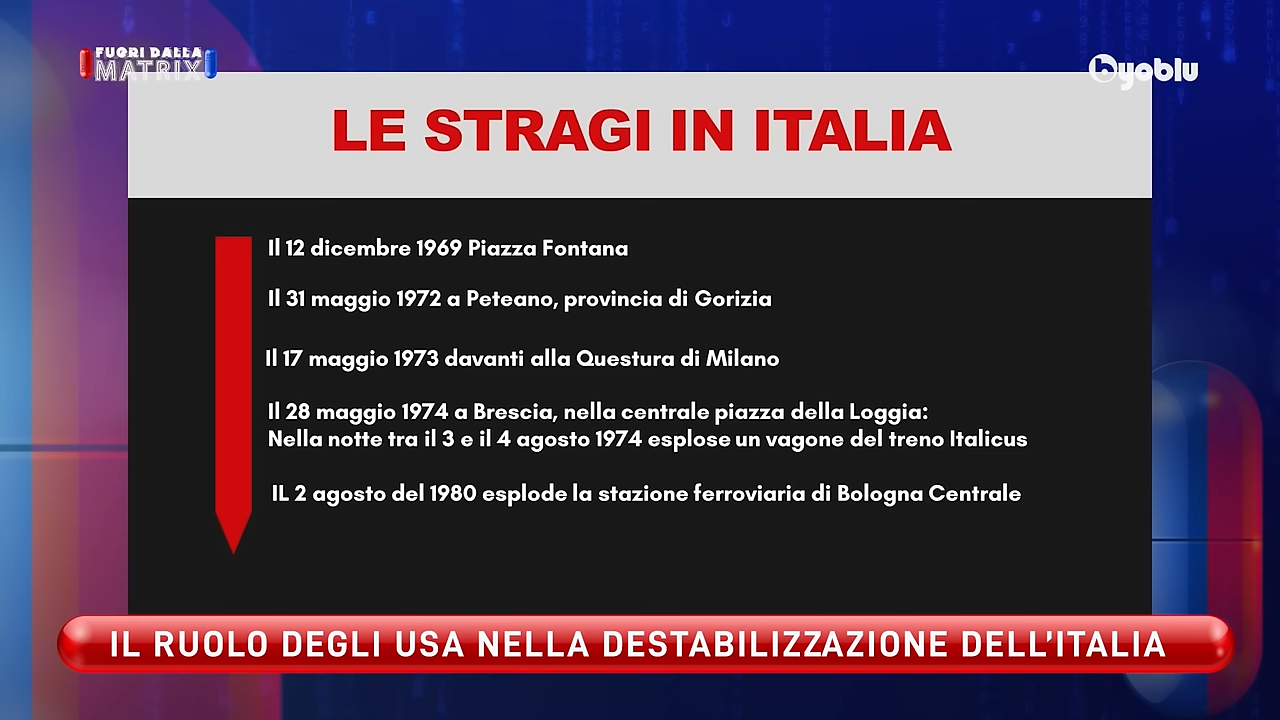 FUORI DALLA
MATRIX
byoblu
LE STRAGI IN ITALIA
Il 12 dicembre 1969 Piazza Fontana
Il 31 maggio 1972 a Peteano, provincia di Gorizia
Il 17 maggio 1973 davanti alla Questura di Milano
Il 28 maggio 1974 a Brescia, nella centrale piazza della Loggia:
Nella notte tra il 3 e il 4 agosto 1974 esplose un vagone del treno Italicus
IL 2 agosto del 1980 esplode la stazione ferroviaria di Bologna Centrale
IL RUOLO DEGLI USA NELLA DESTABILIZZAZIONE DELL'ITALIA